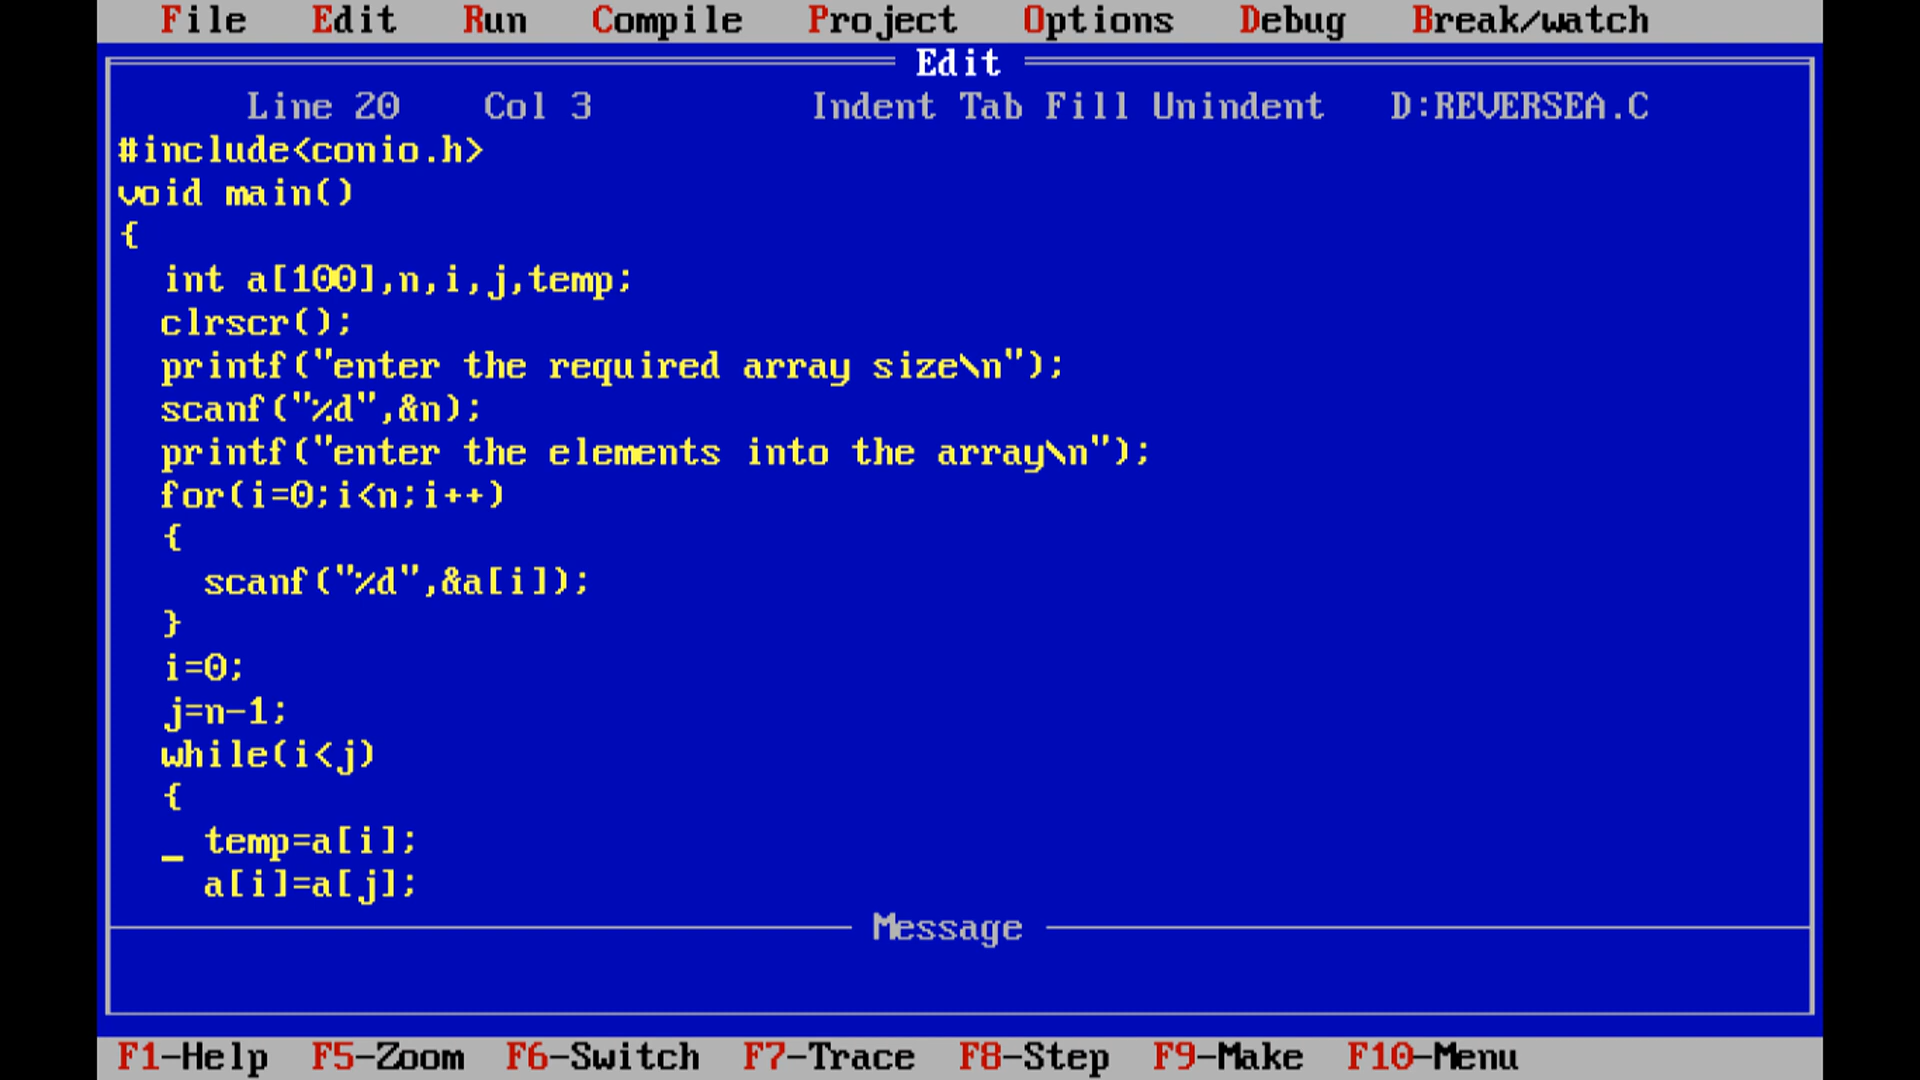 File Edit Run Compile Project Options Debug Break/watch
Edit
Line 20 Col 3 Indent Tab Fill Unindent D:REVERSEA.C
#include<conio.h>
void main()
{
int a[100],n,i,j,temp;
clrscr();
printf("enter the required array size\n");
scanf("%d",&n);
printf("enter the elements into the array\n");
for(i=0;i<n;i++)
{
scanf("%d",&a[i]);
}
i=0;
j=n-1;
while(i<j)
{
temp=a[i];
a[i]=a[j];
Message
F1-Help F5-Zoom F6-Switch F7-Trace F8-Step F9-Make F10-Menu